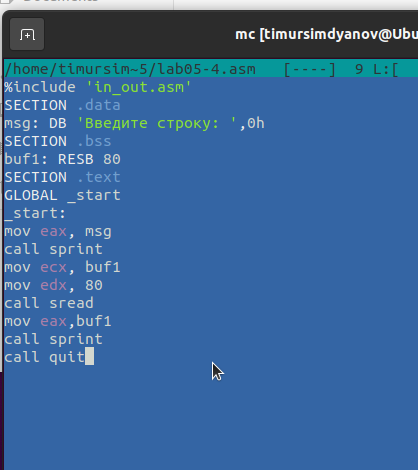 mc [timursimdyanov@Ubu
/home/timursim~5/lab05-4.asm [----] 9 L:[
%include 'in_out.asm'
SECTION .data
msg: DB 'Введите строку: ',0h
SECTION .bss
buf1: RESB 80
SECTION .text
GLOBAL _start
_start:
mov eax, msg
call sprint
mov ecx, buf1
mov edx, 80
call sread
mov eax,buf1
call sprint
call quit